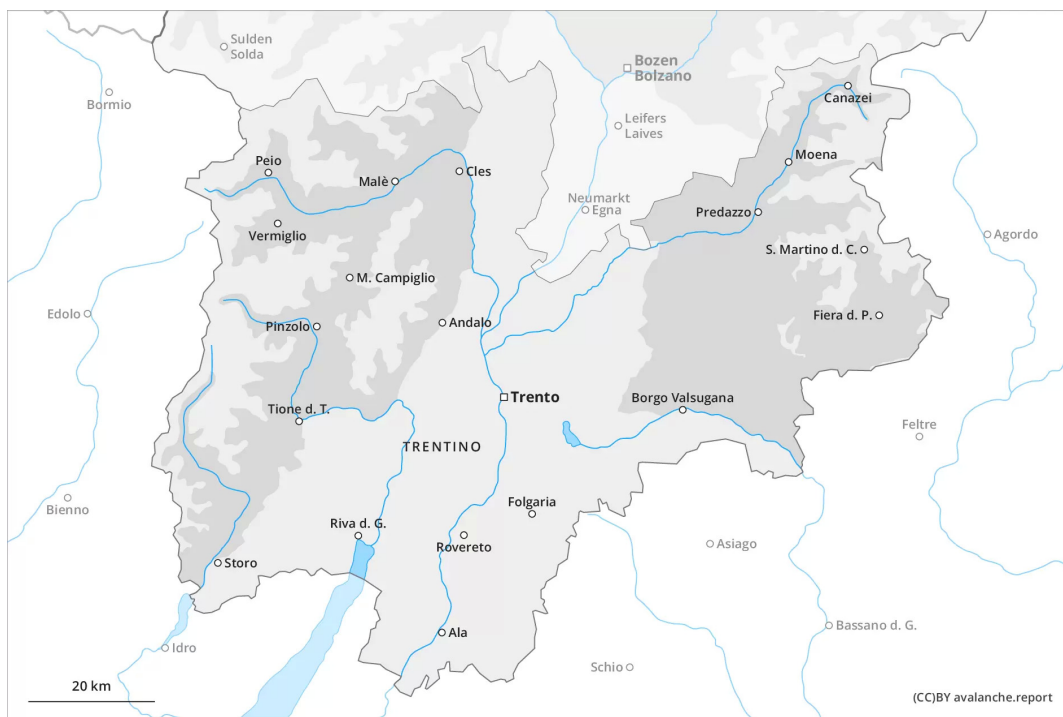 Sulden
Solda
Bozen
Bolzano
Bormio
Canazei
Leifers
Laives
Moena
Peio
Malè
Cles
Neumarkt
Egna
Predazzo
Vermiglio
Agordo
S. Martino d. C.
M. Campiglio
Edolo
Fiera d. P.
Pinzolo
Andalo
Trento
Borgo Valsugana
Tione d. T.
Feltre
TRENTINO
Bienno
Folgaria
Riva d. G.
Rovereto
Asiago
Storo
Bassano d. G.
Ala
Idro
Schio
20 km
(CC)BY avalanche.report